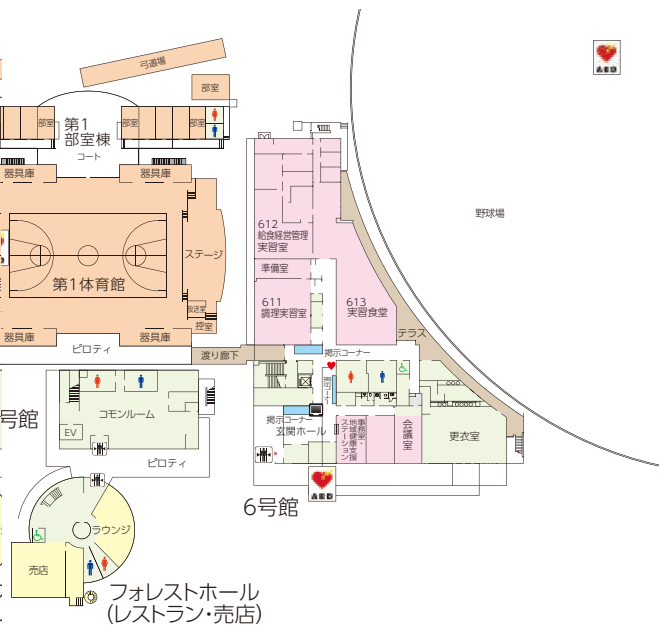 弓道場
部室
部室
第1
部室棟
コート
部室
部室
器具庫
器具庫
野球場
612
給食経営管理
実習室
準備室
ステージ
第1体育館
放送室
控室
611
調理実習室
613
実習食堂
器具庫
器具庫
テラス
ピロティ
渡り廊下
掲示コーナー
掲示コーナー
号館
コモンルーム
EV
ピロティ
掲示コーナー
玄関ホール
事務室・
地域健康支援
ステーション
会議室
更衣室
AED
AED
6号館
ラウンジ
売店
フォレストホール
(レストラン・売店)